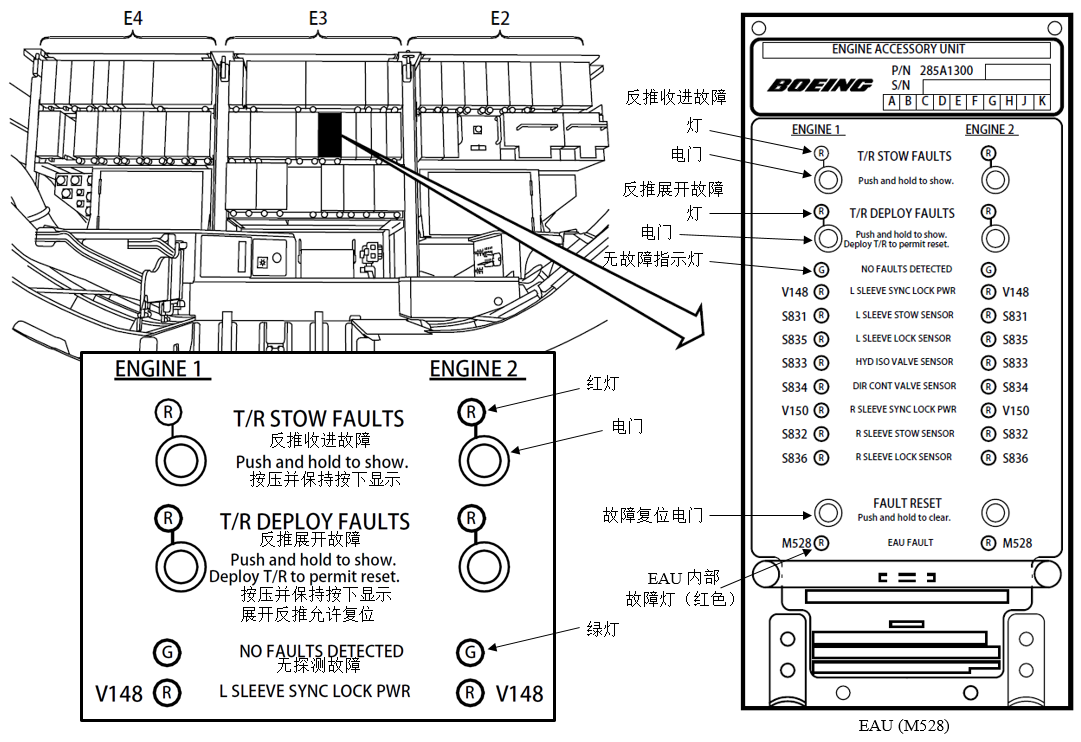 E4 E3 E2
ENGINE ACCESSORY UNIT
BOEING
P/N 285A1300
S/N
A B C D E F G H J K
ENGINE 1 ENGINE 2
反推收进故障
灯
R T/R STOW FAULTS R
电门
Push and hold to show.
反推展开故障
灯
R T/R DEPLOY FAULTS R
电门
Push and hold to show.
Deploy T/R to permit reset.
无故障指示灯
G NO FAULTS DETECTED G
V148 R L SLEEVE SYNC LOCK PWR R V148
S831 R L SLEEVE STOW SENSOR R S831
S835 R L SLEEVE LOCK SENSOR R S835
S833 R HYD ISO VALVE SENSOR R S833
S834 R DIR CONT VALVE SENSOR R S834
V150 R R SLEEVE SYNC LOCK PWR R V150
S832 R R SLEEVE STOW SENSOR R S832
S836 R R SLEEVE LOCK SENSOR R S836
故障复位电门
FAULT RESET
Push and hold to clear.
M528 R EAU FAULT R M528
EAU 内部
故障灯（红色）
EAU (M528)
ENGINE 1 ENGINE 2
红灯
R T/R STOW FAULTS R
电门
反推收进故障
Push and hold to show.
按压并保持按下显示
R T/R DEPLOY FAULTS R
反推展开故障
Push and hold to show.
Deploy T/R to permit reset.
按压并保持按下显示
展开反推允许复位
绿灯
G NO FAULTS DETECTED G
无探测故障
V148 R L SLEEVE SYNC LOCK PWR R V148